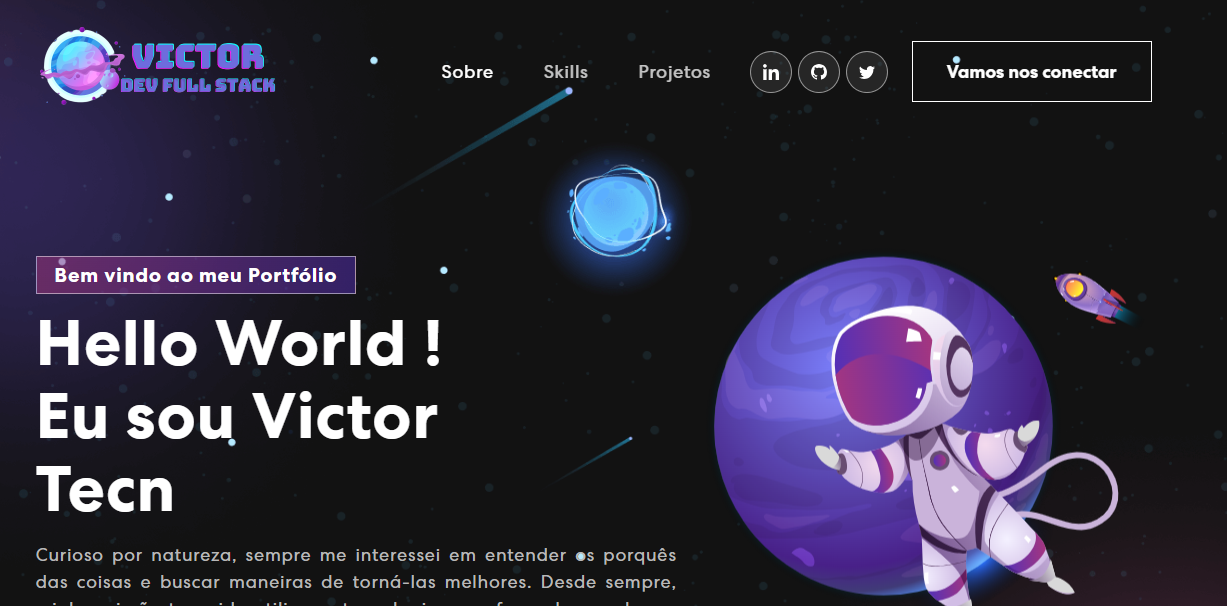 VICTOR
DEV FULL STACK
Sobre
Skills
Projetos
in
Vamos nos conectar
Bem vindo ao meu Portfólio
Hello World !
Eu sou Victor
Tecn
Curioso por natureza, sempre me interessei em entender os porquês
das coisas e buscar maneiras de torná-las melhores. Desde sempre,